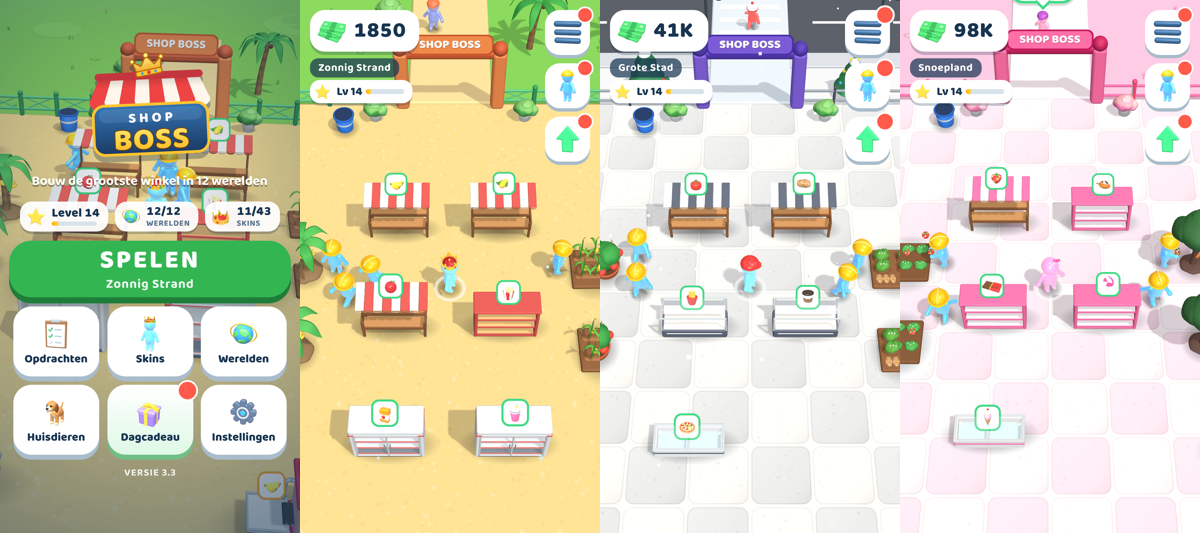 SHOP BOSS
SHOP
BOSS
Bouw de grootste winkel in 12 werelden
Level 14
12/12
WERELDEN
11/43
SKINS
SPELEN
Zonnig Strand
Opdrachten
Skins
Werelden
Huisdieren
Dagcadeau
Instellingen
VERSIE 3.3
1850
SHOP BOSS
Zonnig Strand
Lv 14
41K
SHOP BOSS
Grote Stad
Lv 14
98K
SHOP BOSS
Snoepland
Lv 14